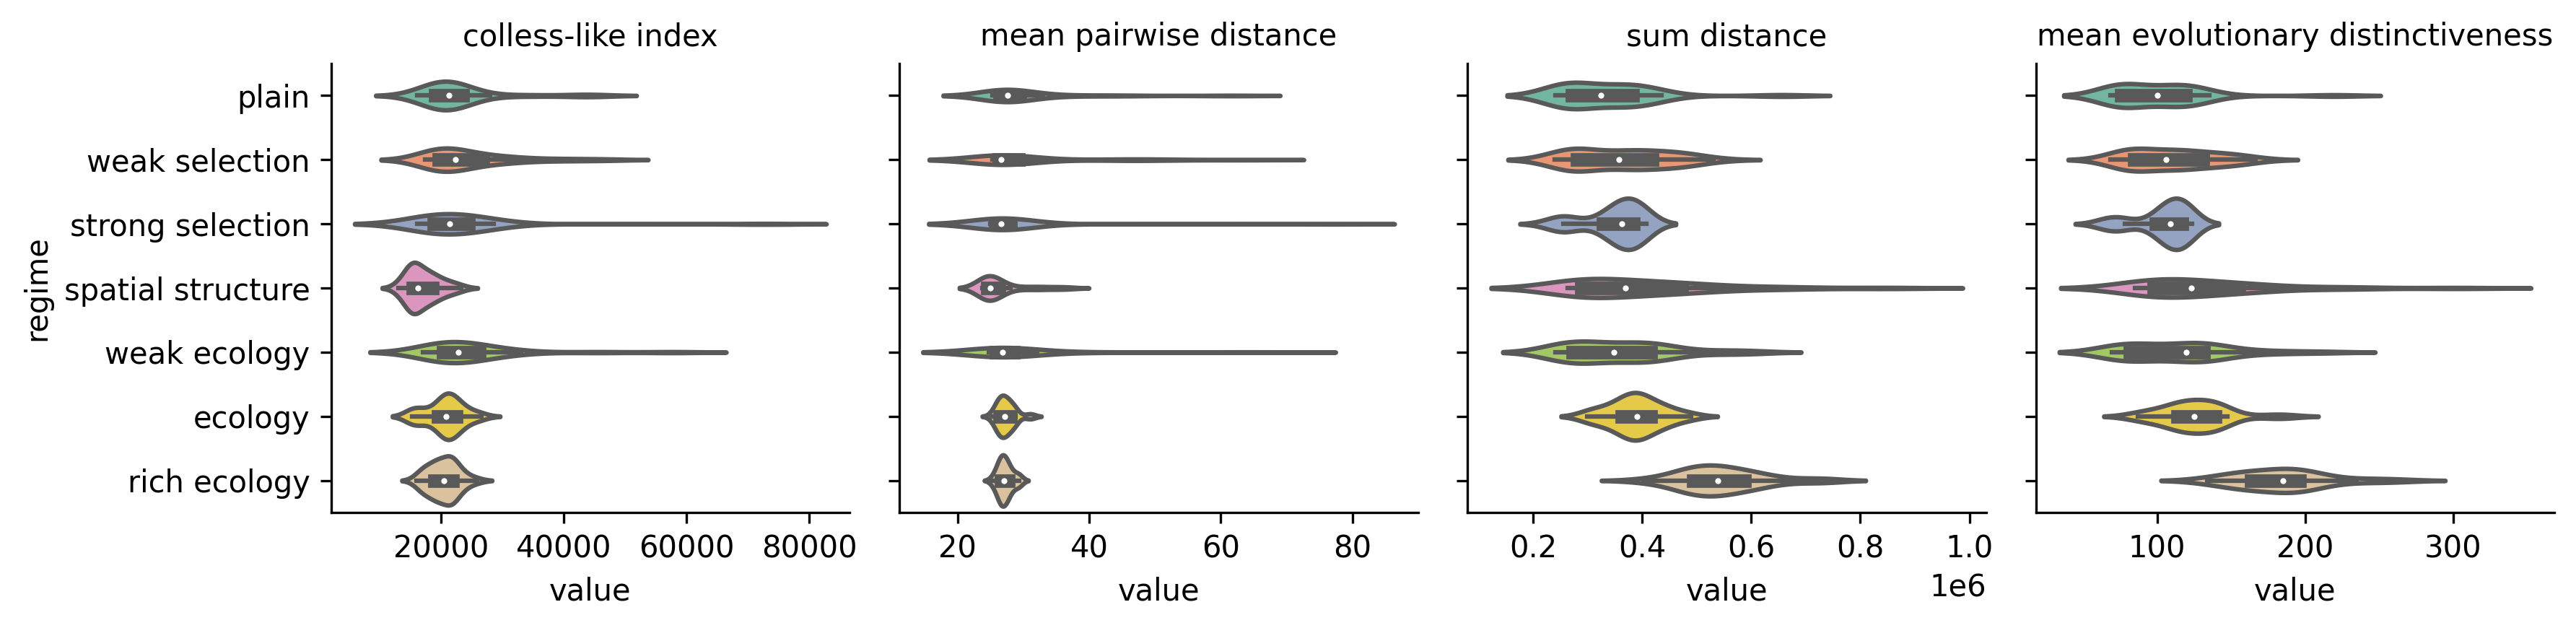 colless-like index
mean pairwise distance
sum distance
mean evolutionary distinctiveness
regime
plain
weak selection
strong selection
spatial structure
weak ecology
ecology
rich ecology
20000 40000 60000 80000
20 40 60 80
0.2 0.4 0.6 0.8 1.0
100 200 300
1e6
value
value
value
value